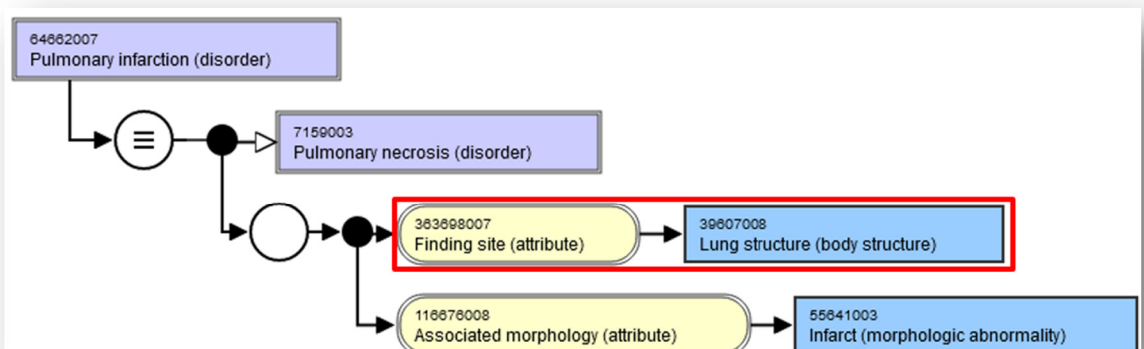 64662007
Pulmonary infarction (disorder)
7159003
Pulmonary necrosis (disorder)
363698007
Finding site (attribute)
39607008
Lung structure (body structure)
116676008
Associated morphology (attribute)
55641003
Infarct (morphologic abnormality)